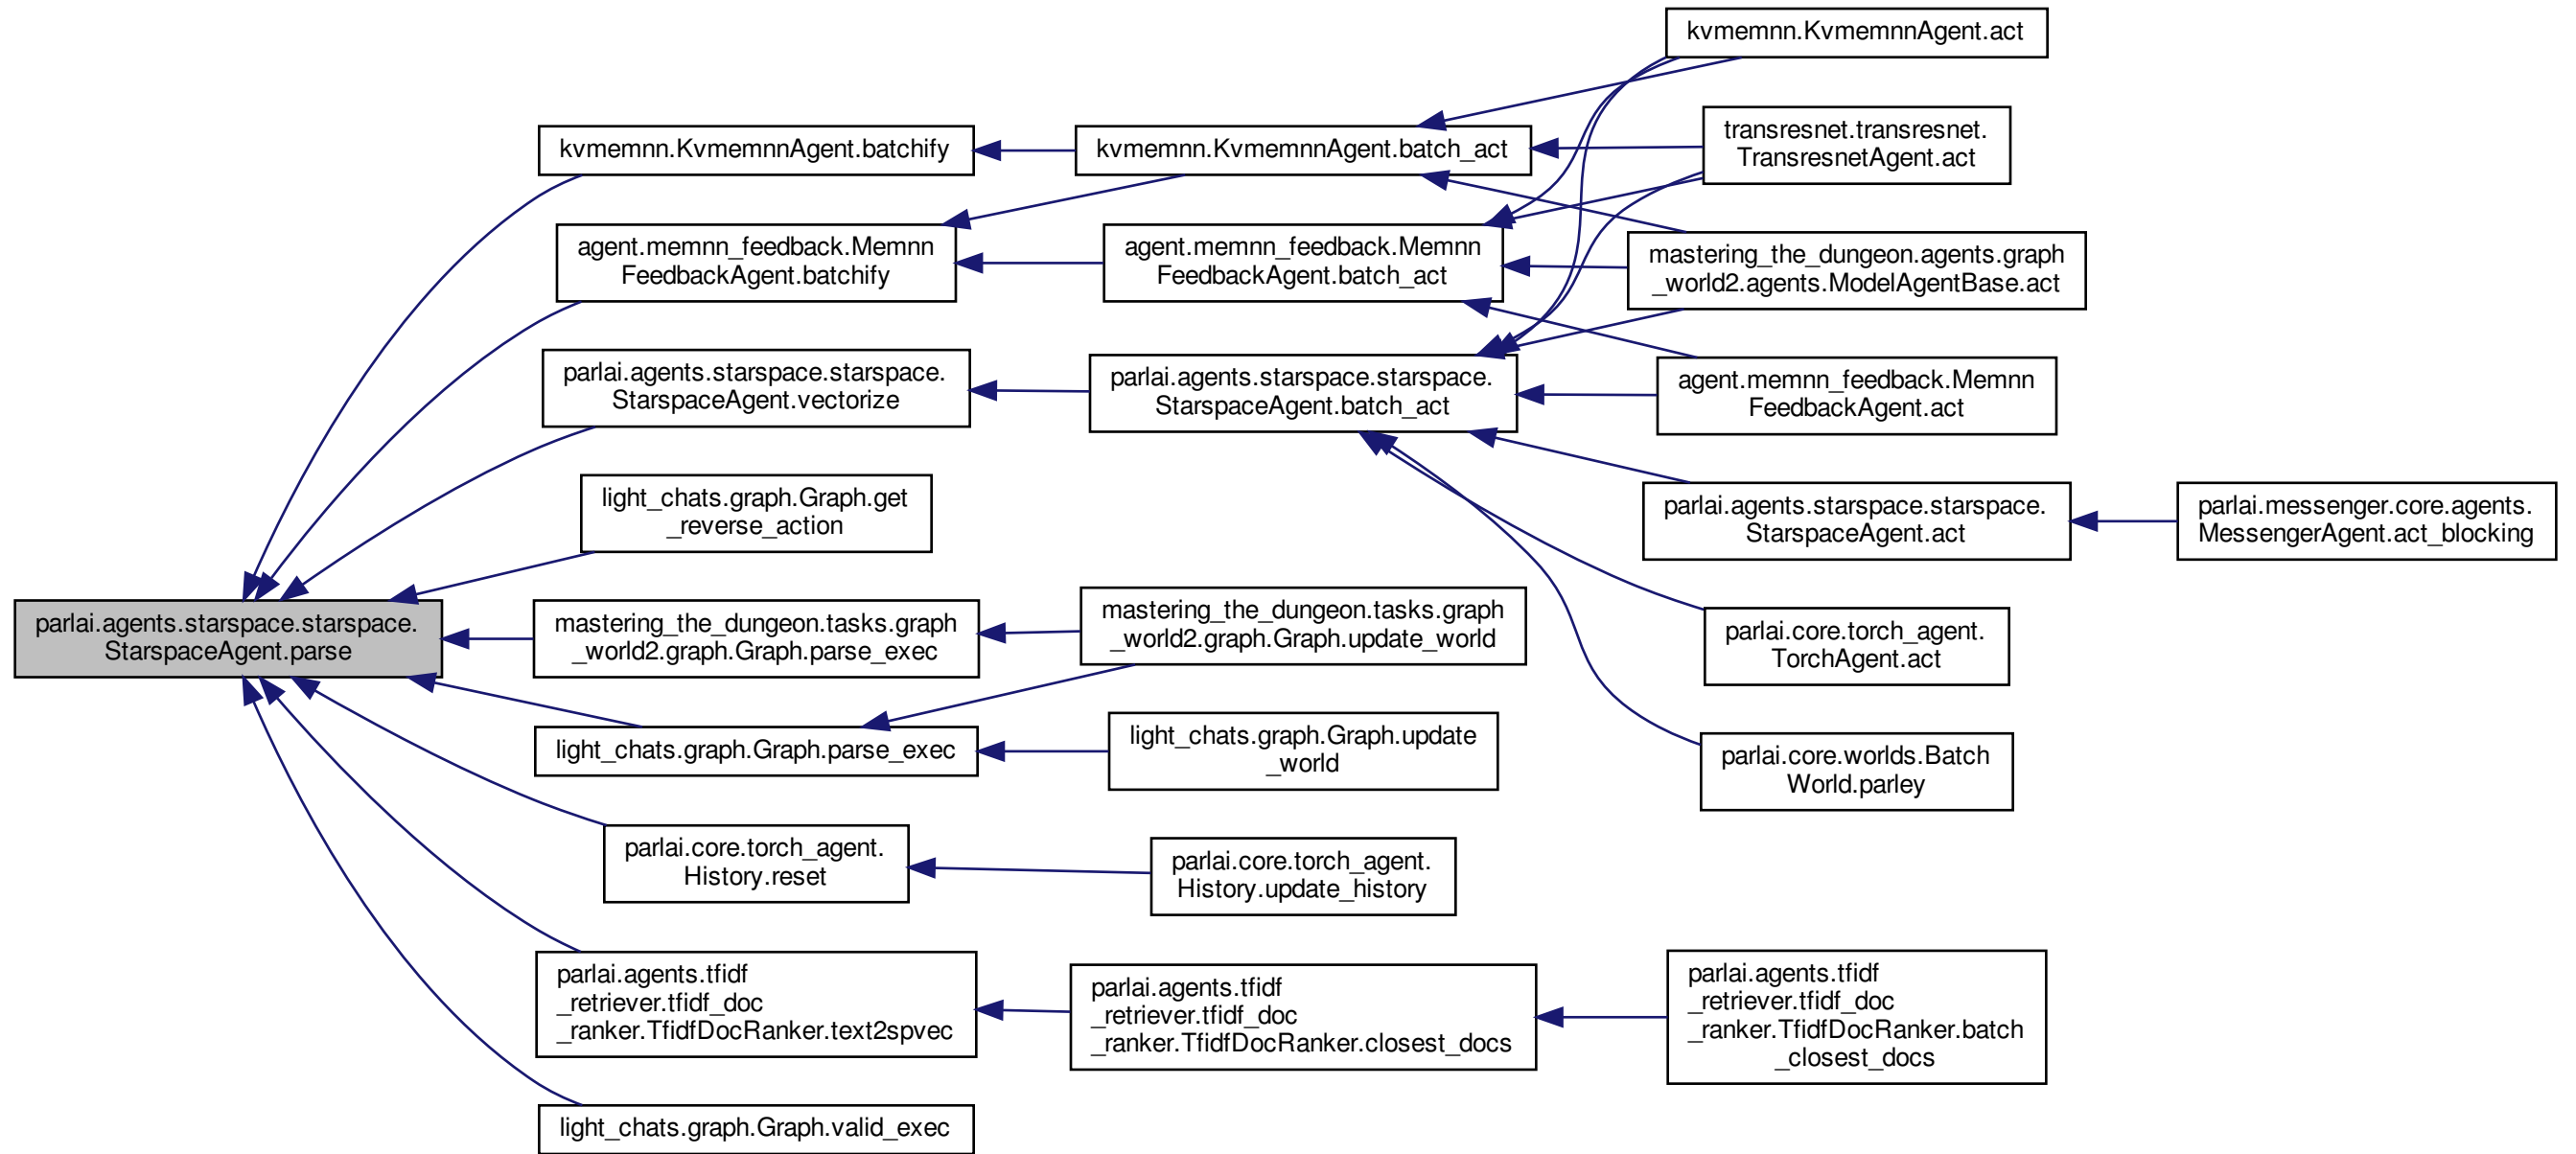 kvmemnn.KvmemnnAgent.act
kvmemnn.KvmemnnAgent.batchify
kvmemnn.KvmemnnAgent.batch_act
transresnet.transresnet.
TransresnetAgent.act
agent.memnn_feedback.Memnn
FeedbackAgent.batchify
agent.memnn_feedback.Memnn
FeedbackAgent.batch_act
mastering_the_dungeon.agents.graph
_world2.agents.ModelAgentBase.act
parlai.agents.starspace.starspace.
StarspaceAgent.vectorize
parlai.agents.starspace.starspace.
StarspaceAgent.batch_act
agent.memnn_feedback.Memnn
FeedbackAgent.act
light_chats.graph.Graph.get
_reverse_action
parlai.agents.starspace.starspace.
StarspaceAgent.act
parlai.messenger.core.agents.
MessengerAgent.act_blocking
parlai.agents.starspace.starspace.
StarspaceAgent.parse
mastering_the_dungeon.tasks.graph
_world2.graph.Graph.parse_exec
mastering_the_dungeon.tasks.graph
_world2.graph.Graph.update_world
parlai.core.torch_agent.
TorchAgent.act
light_chats.graph.Graph.parse_exec
light_chats.graph.Graph.update
_world
parlai.core.worlds.Batch
World.parley
parlai.core.torch_agent.
History.reset
parlai.core.torch_agent.
History.update_history
parlai.agents.tfidf
_retriever.tfidf_doc
_ranker.TfidfDocRanker.text2spvec
parlai.agents.tfidf
_retriever.tfidf_doc
_ranker.TfidfDocRanker.closest_docs
parlai.agents.tfidf
_retriever.tfidf_doc
_ranker.TfidfDocRanker.batch
_closest_docs
light_chats.graph.Graph.valid_exec